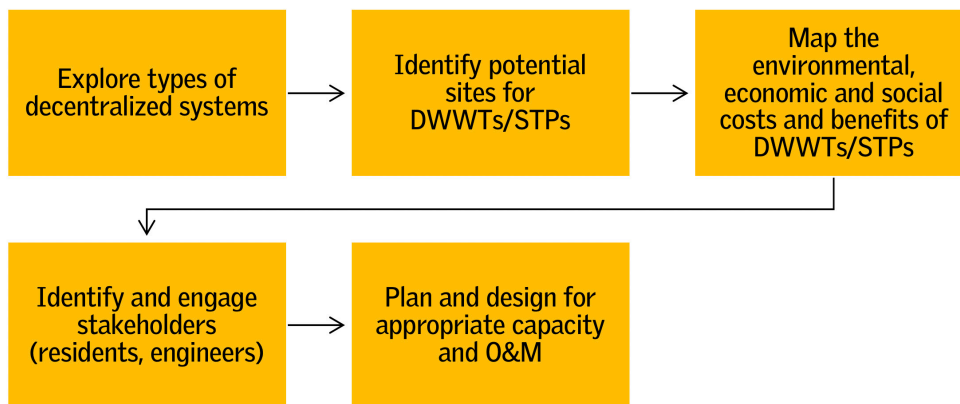 Explore types of
decentralized systems
Identify potential
sites for
DWWTs/STPs
Map the
environmental,
economic and social
costs and benefits of
DWWTs/STPs
Identify and engage
stakeholders
(residents, engineers)
Plan and design for
appropriate capacity
and O&M